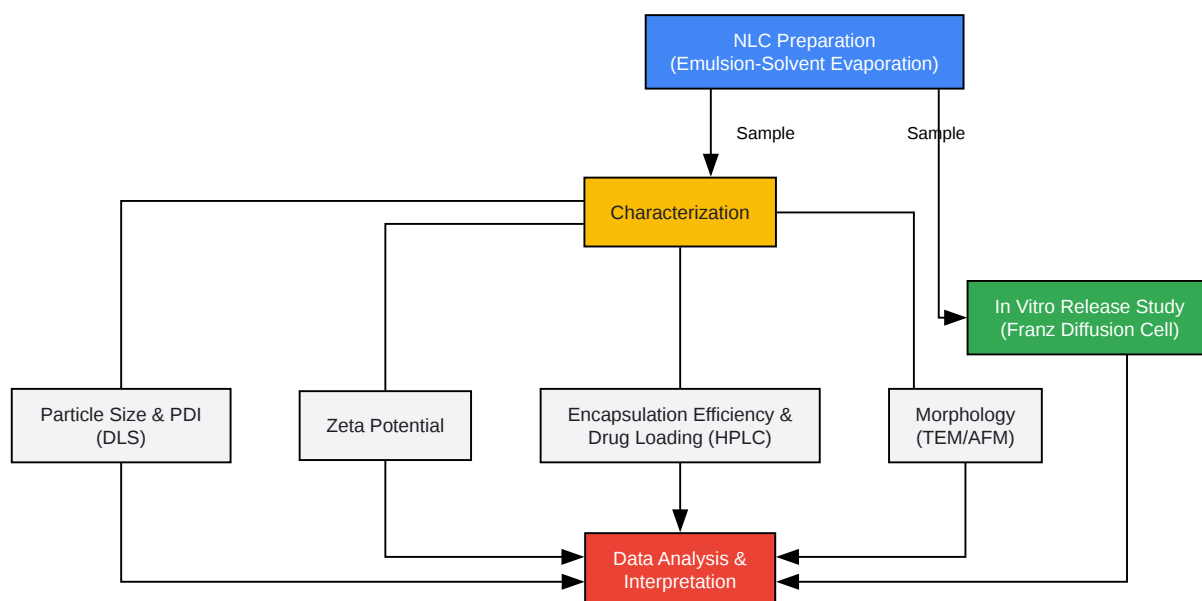 NLC Preparation
(Emulsion-Solvent Evaporation)
Sample
Sample
Characterization
In Vitro Release Study
(Franz Diffusion Cell)
Particle Size & PDI
(DLS)
Zeta Potential
Encapsulation Efficiency &
Drug Loading (HPLC)
Morphology
(TEM/AFM)
Data Analysis &
Interpretation